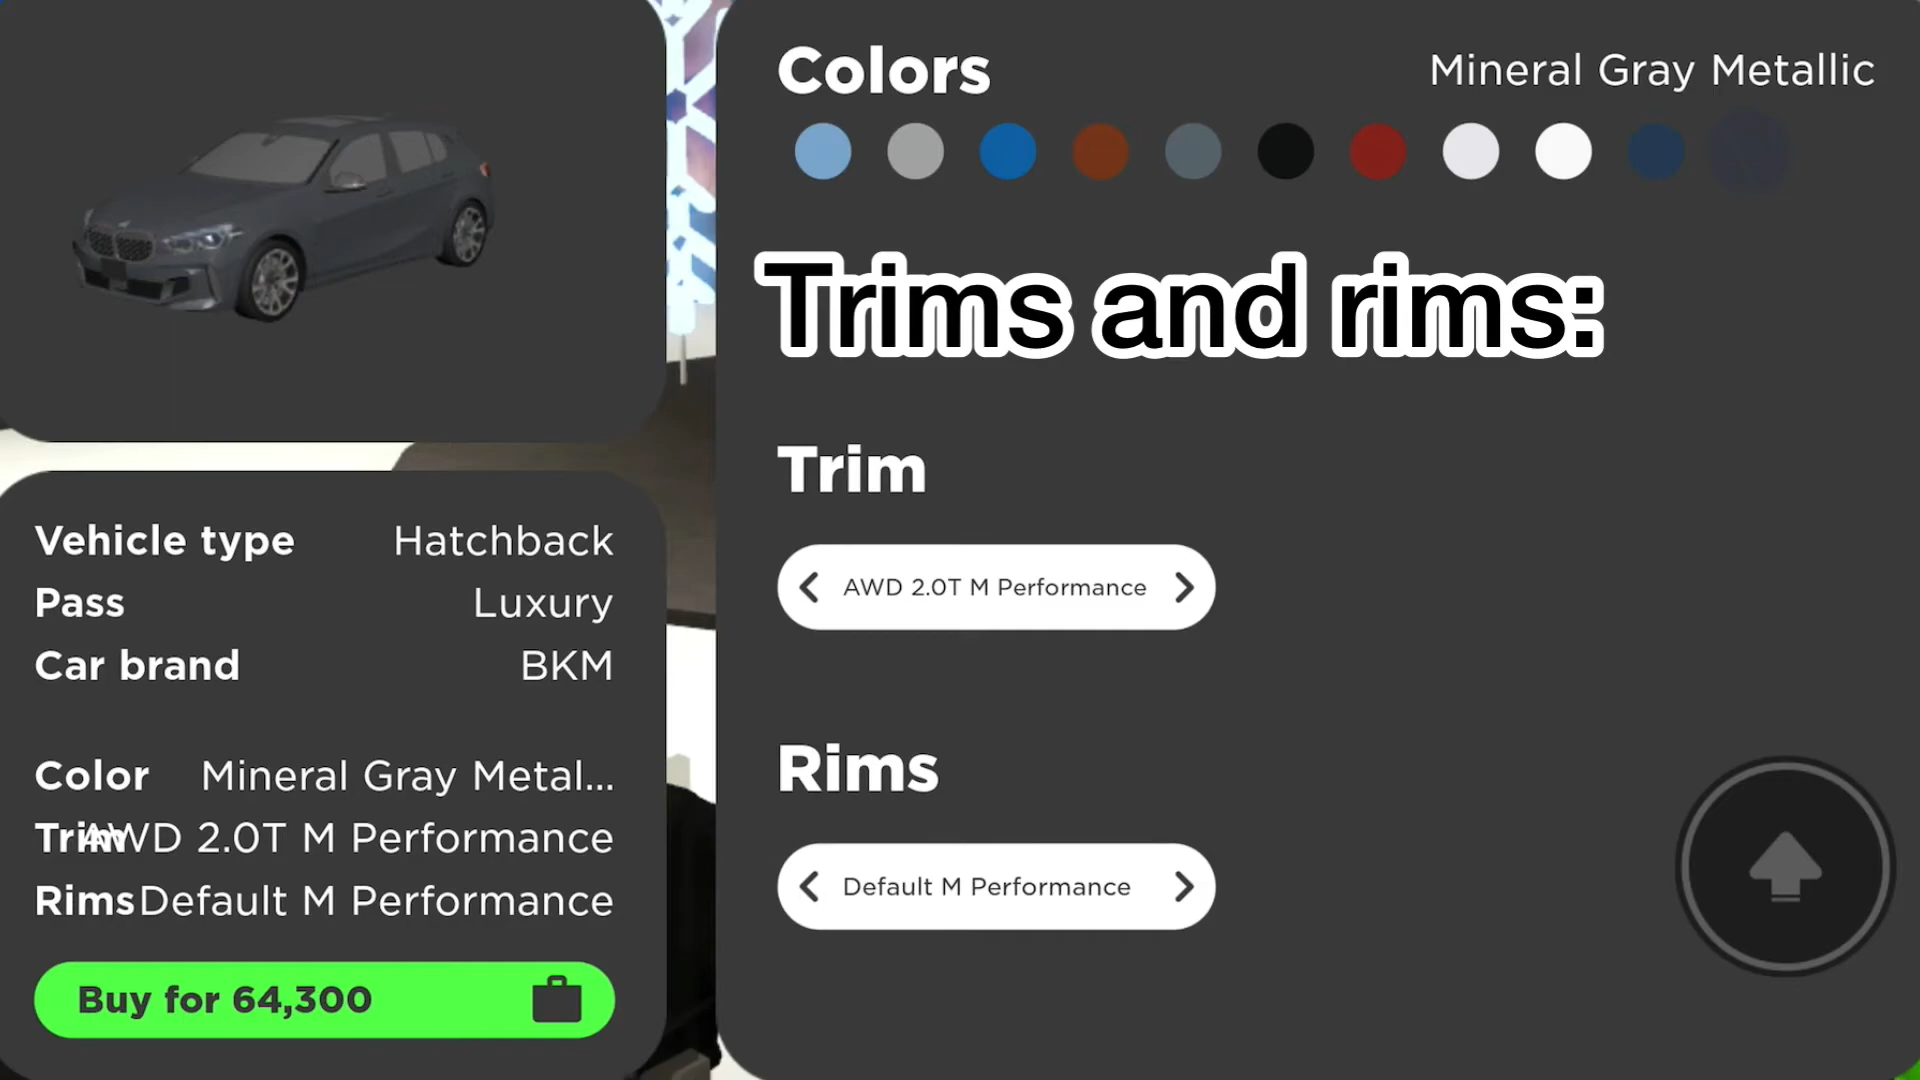 Colors
Mineral Gray Metallic
Trims and rims:
Trim
AWD 2.0T M Performance
Rims
Default M Performance
Vehicle type Hatchback
Pass Luxury
Car brand BKM
Color Mineral Gray Metal...
Trim AWD 2.0T M Performance
Rims Default M Performance
Buy for 64,300